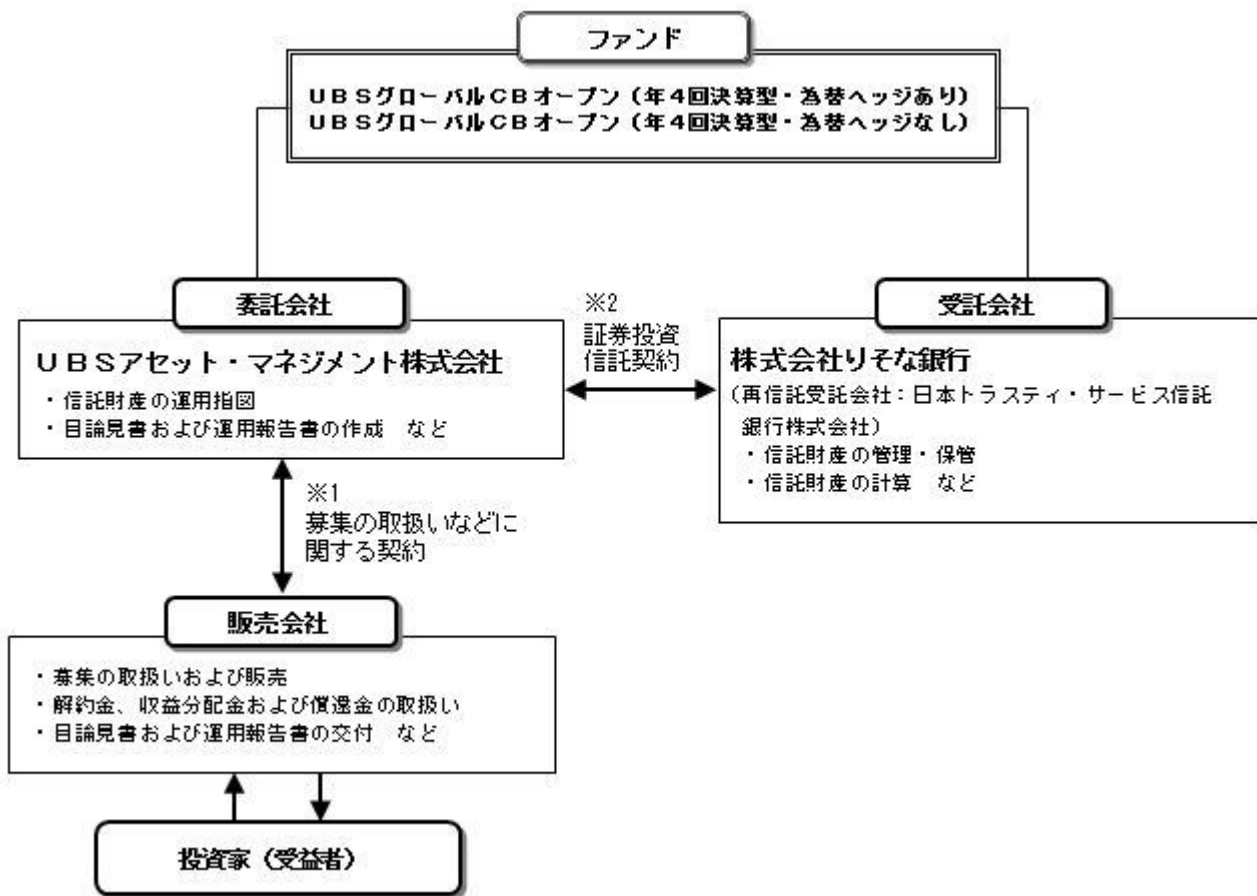 ファンド
UBSグローバルCBオープン（年4回決算型・為替ヘッジあり）
UBSグローバルCBオープン（年4回決算型・為替ヘッジなし）
委託会社
UBSアセット・マネジメント株式会社
・信託財産の運用指図
・目論見書および運用報告書の作成　など
※2
証券投資
信託契約
受託会社
株式会社りそな銀行
（再信託受託会社：日本トラスティ・サービス信託
銀行株式会社）
・信託財産の管理・保管
・信託財産の計算　など
※1
募集の取扱いなどに
関する契約
販売会社
・募集の取扱いおよび販売
・解約金、収益分配金および償還金の取扱い
・目論見書および運用報告書の交付　など
投資家（受益者）